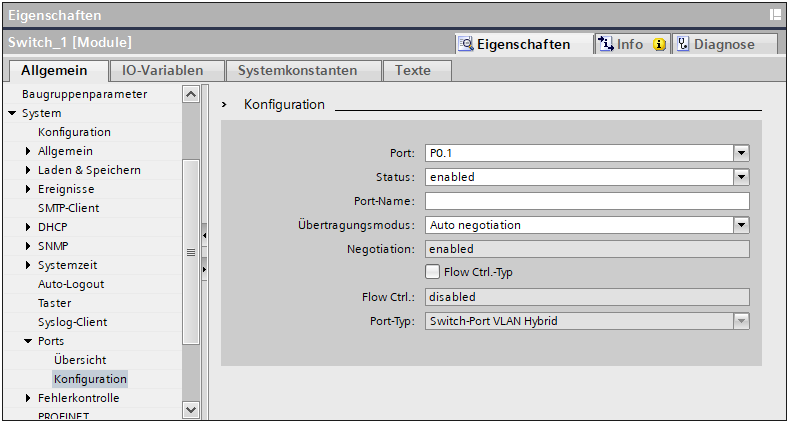 Eigenschaften
Switch_1 [Module]
Eigenschaften
Info
Diagnose
Allgemein
IO-Variablen
Systemkonstanten
Texte
Baugruppenparameter
System
Konfiguration
Allgemein
Laden & Speichern
Ereignisse
SMTP-Client
DHCP
SNMP
Systemzeit
Auto-Logout
Taster
Syslog-Client
Ports
Übersicht
Konfiguration
Fehlerkontrolle
PROFINET
Konfiguration
Port: P0.1
Status: enabled
Port-Name:
Übertragungsmodus: Auto negotiation
Negotiation: enabled
Flow Ctrl.-Typ
Flow Ctrl.: disabled
Port-Typ: Switch-Port VLAN Hybrid